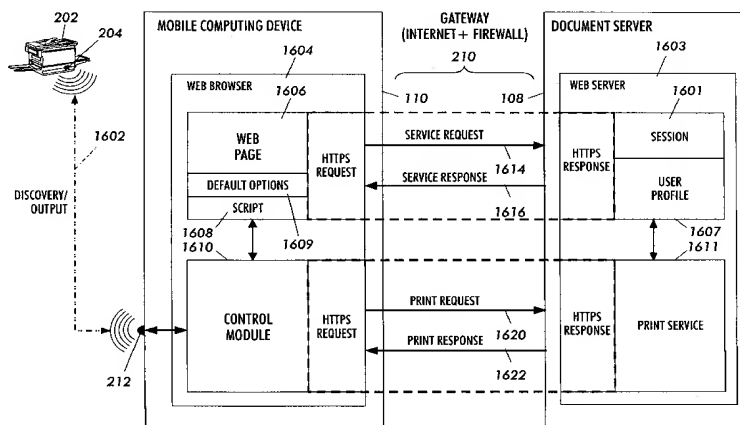 202
204
MOBILE COMPUTING DEVICE
GATEWAY
(INTERNET + FIREWALL)
DOCUMENT SERVER
1604
210
1603
WEB BROWSER
1606
110
108
WEB SERVER
1601
1602
WEB
PAGE
HTTPS
REQUEST
SERVICE REQUEST
1614
HTTPS
RESPONSE
SESSION
DEFAULT OPTIONS
SERVICE RESPONSE
1616
USER
PROFILE
DISCOVERY/
OUTPUT
SCRIPT
1608
1609
1607
1610
1611
CONTROL
MODULE
HTTPS
REQUEST
PRINT REQUEST
1620
HTTPS
RESPONSE
PRINT SERVICE
PRINT RESPONSE
1622
212